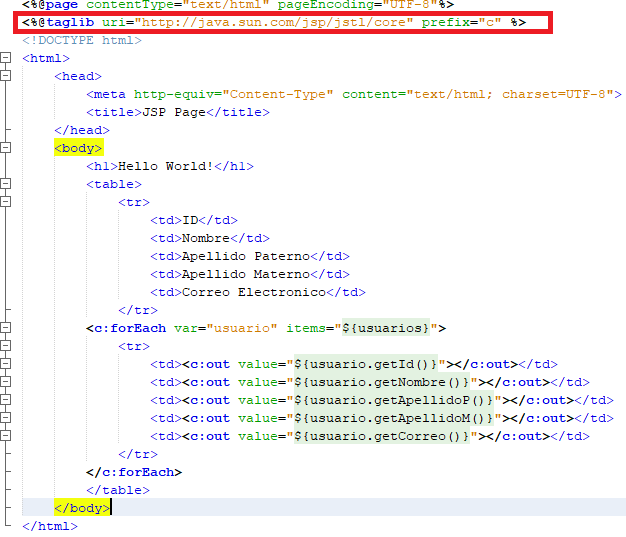 <%@page contentType="text/html" pageEncoding="UTF-8"%>
<%@taglib uri="http://java.sun.com/jsp/jstl/core" prefix="c" %>
<!DOCTYPE html>
<html>
    <head>
        <meta http-equiv="Content-Type" content="text/html; charset=UTF-8">
        <title>JSP Page</title>
    </head>
    <body>
        <h1>Hello World!</h1>
        <table>
            <tr>
                <td>ID</td>
                <td>Nombre</td>
                <td>Apellido Paterno</td>
                <td>Apellido Materno</td>
                <td>Correo Electronico</td>
            </tr>
        <c:forEach var="usuario" items="${usuarios}">
            <tr>
                <td><c:out value="${usuario.getId()}"></c:out></td>
                <td><c:out value="${usuario.getNombre()}"></c:out></td>
                <td><c:out value="${usuario.getApellidoP()}"></c:out></td>
                <td><c:out value="${usuario.getApellidoM()}"></c:out></td>
                <td><c:out value="${usuario.getCorreo()}"></c:out></td>
            </tr>
        </c:forEach>
        </table>
    </body>
</html>